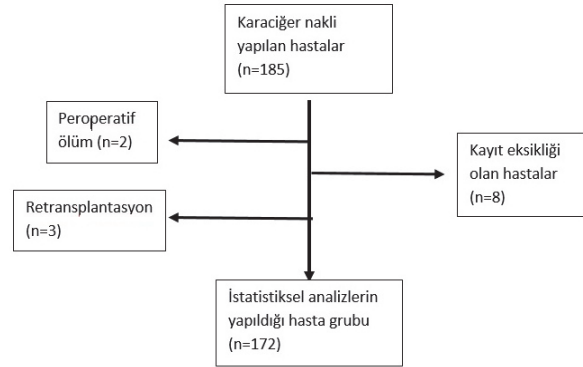 Karaciğer nakli
yapılan hastalar
(n=185)
Peroperatif
ölüm (n=2)
Kayıt eksikliği
olan hastalar
(n=8)
Retransplantasyon
(n=3)
İstatistiksel analizlerin
yapıldığı hasta grubu
(n=172)